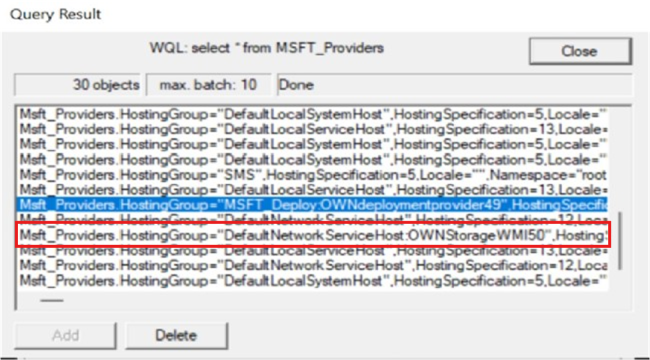 Query Result
WQL: select * from MSFT_Providers
Close
30 objects
max. batch: 10
Done
Msft_Providers.HostingGroup="DefaultLocalSystemHost",HostingSpecification=5,Locale=""
Msft_Providers.HostingGroup="DefaultLocalServiceHost",HostingSpecification=13,Locale=
Msft_Providers.HostingGroup="DefaultLocalSystemHost",HostingSpecification=5,Locale=""
Msft_Providers.HostingGroup="DefaultLocalSystemHost",HostingSpecification=5,Locale=""
Msft_Providers.HostingGroup="SMS",HostingSpecification=5,Locale="",Namespace="root
Msft_Providers.HostingGroup="DefaultLocalServiceHost",HostingSpecification=13,Locale=
Msft_Providers.HostingGroup="MSFT_Deploy:OWNdeploymentprovider49",HostingSpecific
Msft_Providers.HostingGroup="DefaultNetworkServiceHost",HostingSpecification=12,Loca
Msft_Providers.HostingGroup="DefaultNetworkServiceHost:OWNStorageWMI50",Hosting
Msft_Providers.HostingGroup="DefaultLocalServiceHost",HostingSpecification=13,Locale=
Msft_Providers.HostingGroup="DefaultNetworkServiceHost",HostingSpecification=12,Loca
Msft_Providers.HostingGroup="DefaultLocalSystemHost",HostingSpecification=5,Locale=""
Add
Delete